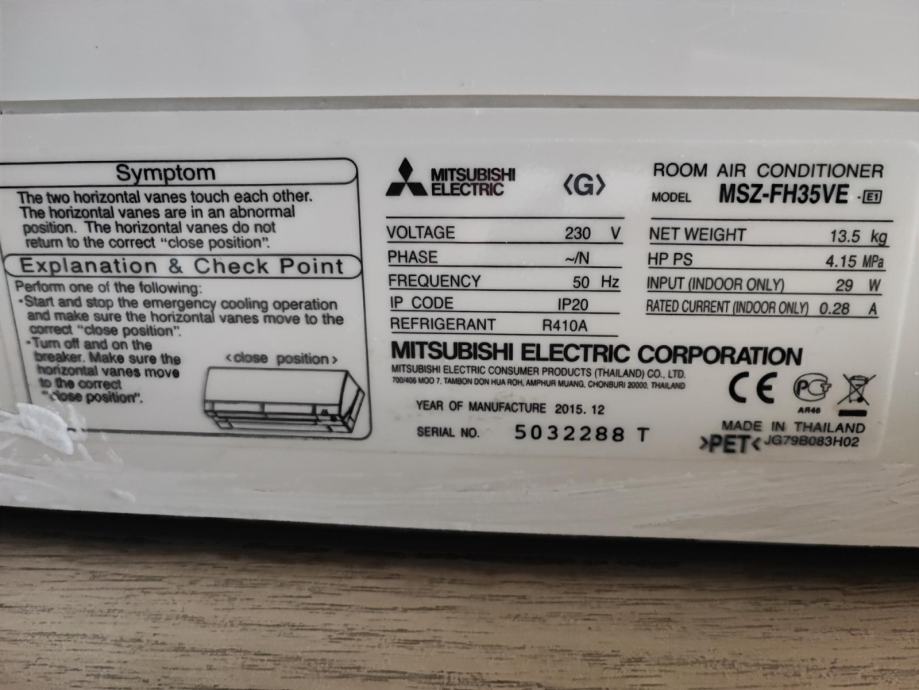 Symptom
The two horizontal vanes touch each other.
The horizontal vanes are in an abnormal
position. The horizontal vanes do not
return to the correct "close position".
Explanation & Check Point
Perform one of the following:
•Start and stop the emergency cooling operation
and make sure the horizontal vanes move to the
correct "close position".
•Turn off and on the
breaker. Make sure the
horizontal vanes move
to the correct
"close position".
<close position>
MITSUBISHI
ELECTRIC
<G>
VOLTAGE 230 V
PHASE ~/N
FREQUENCY 50 Hz
IP CODE IP20
REFRIGERANT R410A
ROOM AIR CONDITIONER
MODEL MSZ-FH35VE -E1
NET WEIGHT 13.5 kg
HP PS 4.15 MPa
INPUT (INDOOR ONLY) 29 W
RATED CURRENT (INDOOR ONLY) 0.28 A
MITSUBISHI ELECTRIC CORPORATION
MITSUBISHI ELECTRIC CONSUMER PRODUCTS (THAILAND) CO., LTD.
700/406 MOO 7, TAMBON DON HUA ROH, AMPHUR MUANG, CHONBURI 20000, THAILAND
YEAR OF MANUFACTURE 2015. 12
SERIAL NO. 5032288 T
CE
АЯ46
MADE IN THAILAND
>PET< JG79B083H02